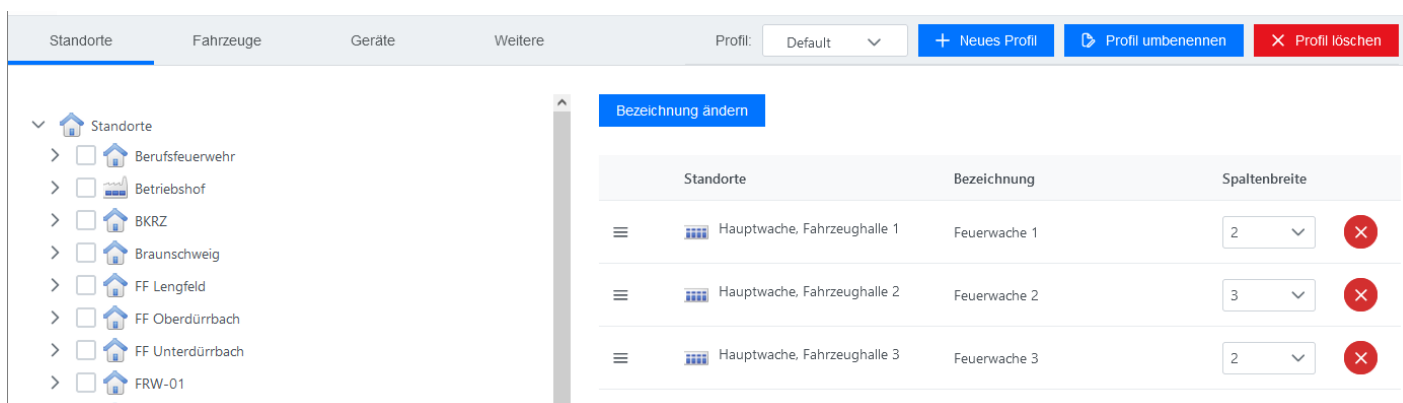 Standorte Fahrzeuge Geräte Weitere Profil: Default Neues Profil Profil umbenennen Profil löschen
Bezeichnung ändern
Standorte
Berufsfeuerwehr
Betriebshof
BKRZ
Braunschweig
FF Lengfeld
FF Oberdürrbach
FF Unterdürrbach
FRW-01
Standorte Bezeichnung Spaltenbreite
Hauptwache, Fahrzeughalle 1 Feuerwache 1 2
Hauptwache, Fahrzeughalle 2 Feuerwache 2 3
Hauptwache, Fahrzeughalle 3 Feuerwache 3 2